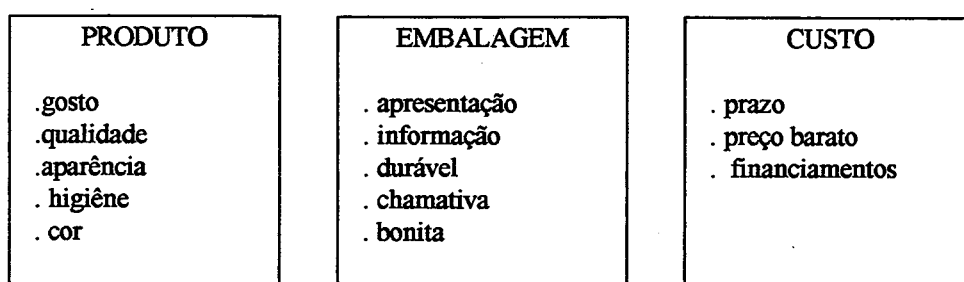 PRODUTO
.gosto
.qualidade
.aparência
. higiêne
. cor
EMBALAGEM
. apresentação
. informação
. durável
. chamativa
. bonita
CUSTO
. prazo
. preço barato
. financiamentos